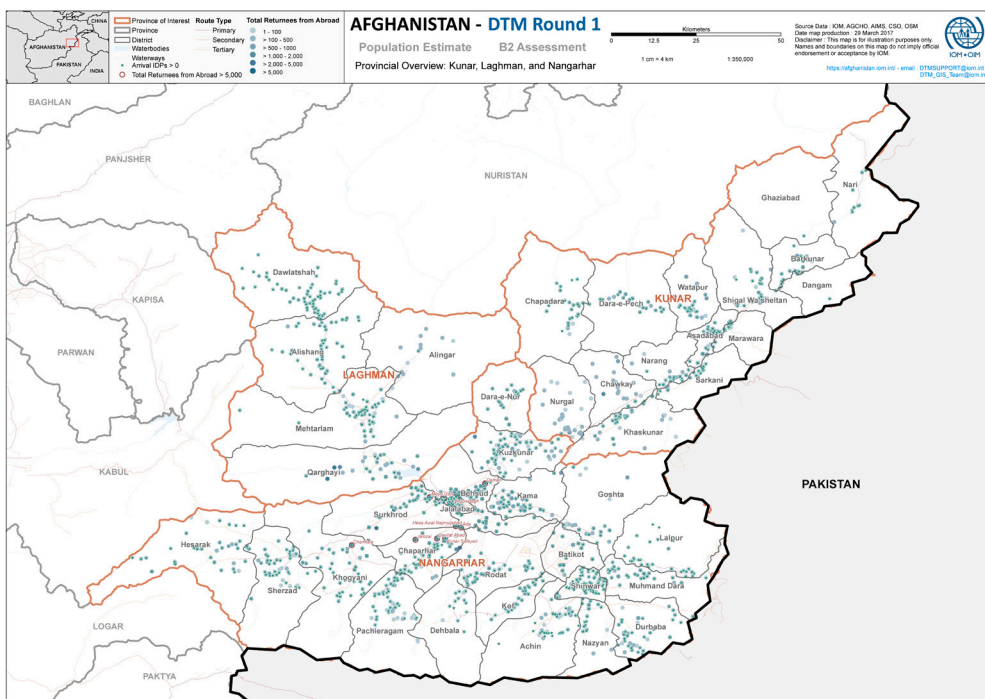 CHINA
AFGHANISTAN
PAKISTAN
INDIA
Province of Interest
Province
District
Waterbodies
Waterways
Arrival IDPs > 0
Total Returnees from Abroad > 5,000
Route Type
Primary
Secondary
Tertiary
Total Returnees from Abroad
1 - 100
> 100 - 500
> 500 - 1000
> 1,000 - 2,000
> 2,000 - 5,000
> 5,000
AFGHANISTAN - DTM Round 1
Population Estimate B2 Assessment
Provincial Overview: Kunar, Laghman, and Nangarhar
Kilometers
0 12.5 25 50
1 cm = 4 km 1:350,000
Source Data : IOM, AGCHO, AIMS, CSO, OSM
Date map production : 29 March 2017
Disclaimer : This map is for illustration purposes only.
Names and boundaries on this map do not imply official
endorsement or acceptance by IOM.
https://afghanistan.iom.int/ - email : DTMSUPPORT@iom.int
DTM_GIS_Team@iom.int
IOM • OIM
BAGHLAN
PANJSHER
NURISTAN
Nari
Ghaziabad
Barkunar
Dawlatshah
Dangam
Watapur
KAPISA
Chapadara
Dara-e-Pech
KUNAR
Shigal Wa sheltan
Asadabad
Marawara
PARWAN
Alishang
Alingar
Narang
LAGHMAN
Chawkay
Sarkani
Dara-e-Nur
Nurgal
Khaskunar
Mehtarlam
Kuzkunar
KABUL
Qarghayi
PAKISTAN
Behsud
Kama
Goshta
Jalalabad
Surkhrod
Hesarak
Lalpur
Batikot
Chaparhar
NANGARHAR
Khogyani
Rodat
Sherzad
Shinwar
Muhmand Dara
Kot
LOGAR
Pachieragam
Dehbala
Durbaba
Achin
Nazyan
PAKTYA